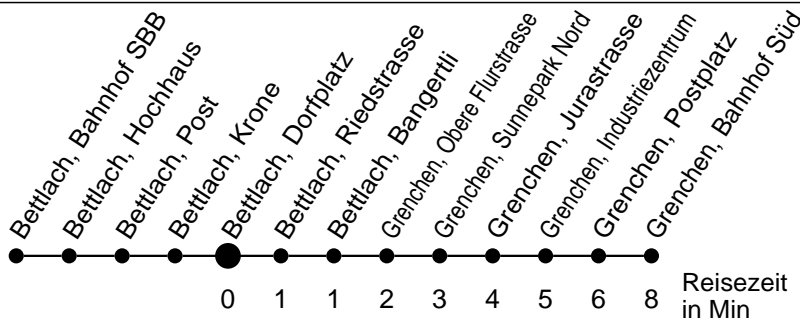 Bettlach, Bahnhof SBB
Bettlach, Hochhaus
Bettlach, Post
Bettlach, Krone
Bettlach, Dorfplatz
Bettlach, Riedstrasse
Bettlach, Bangertli
Grenchen, Obere Flurstrasse
Grenchen, Sunnepark Nord
Grenchen, Jurastrasse
Grenchen, Industriezentrum
Grenchen, Postplatz
Grenchen, Bahnhof Süd
0 1 1 2 3 4 5 6 8
Reisezeit
in Min